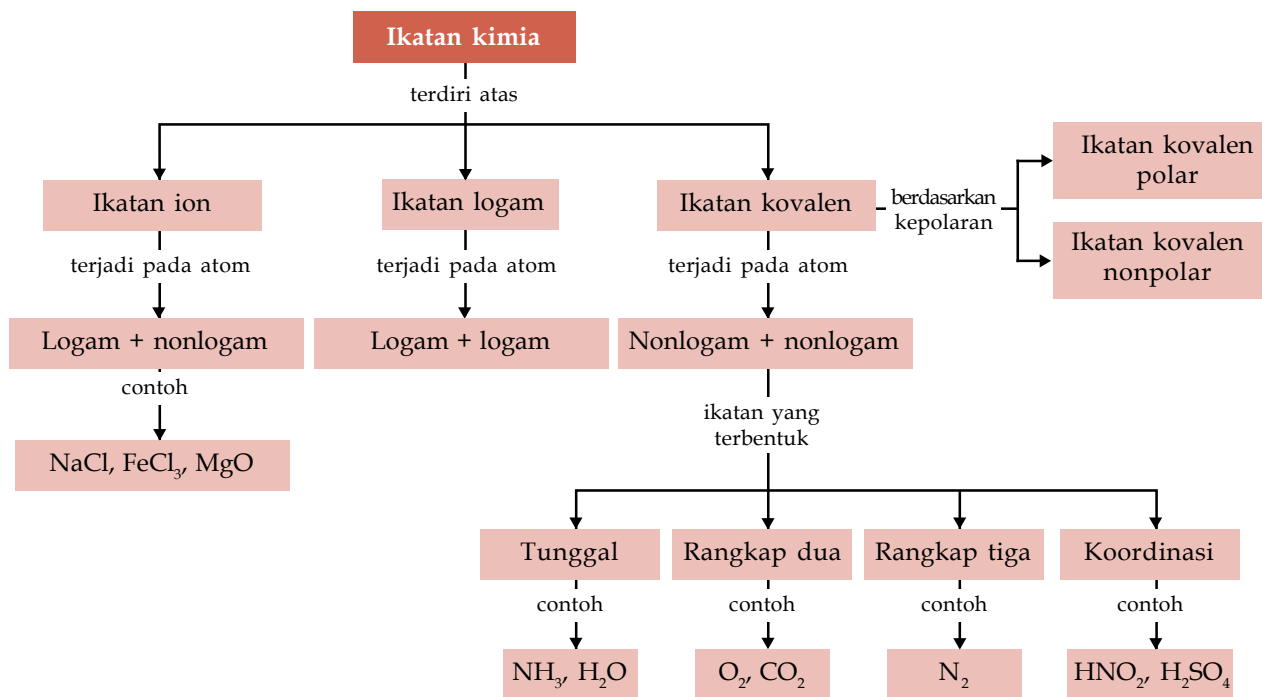 Ikatan kimia
terdiri atas
Ikatan ion
Ikatan logam
Ikatan kovalen
berdasarkan
kepolaran
Ikatan kovalen
polar
Ikatan kovalen
nonpolar
terjadi pada atom
terjadi pada atom
terjadi pada atom
Logam + nonlogam
Logam + logam
Nonlogam + nonlogam
contoh
ikatan yang
terbentuk
NaCl, FeCl₃, MgO
Tunggal
Rangkap dua
Rangkap tiga
Koordinasi
contoh
contoh
contoh
contoh
NH₃, H₂O
O₂, CO₂
N₂
HNO₂, H₂SO₄